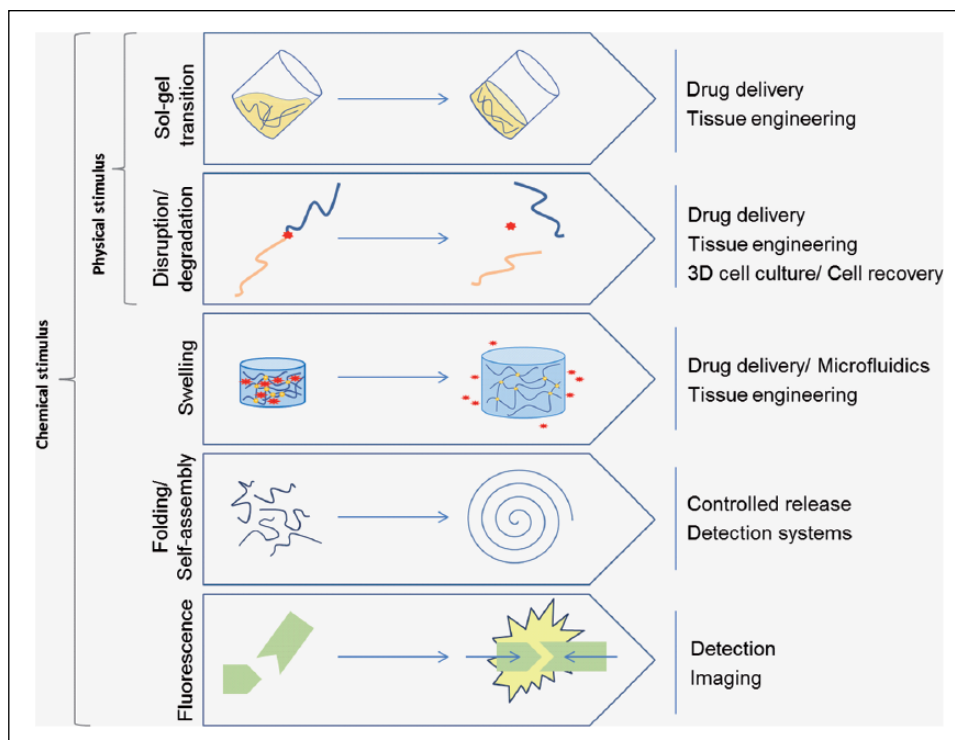 Chemical stimulus
Physical stimulus
Sol-gel
transition
Drug delivery
Tissue engineering
Disruption/
degradation
Drug delivery
Tissue engineering
3D cell culture/ Cell recovery
Swelling
Drug delivery/ Microfluidics
Tissue engineering
Folding/
Self-assembly
Controlled release
Detection systems
Fluorescence
Detection
Imaging